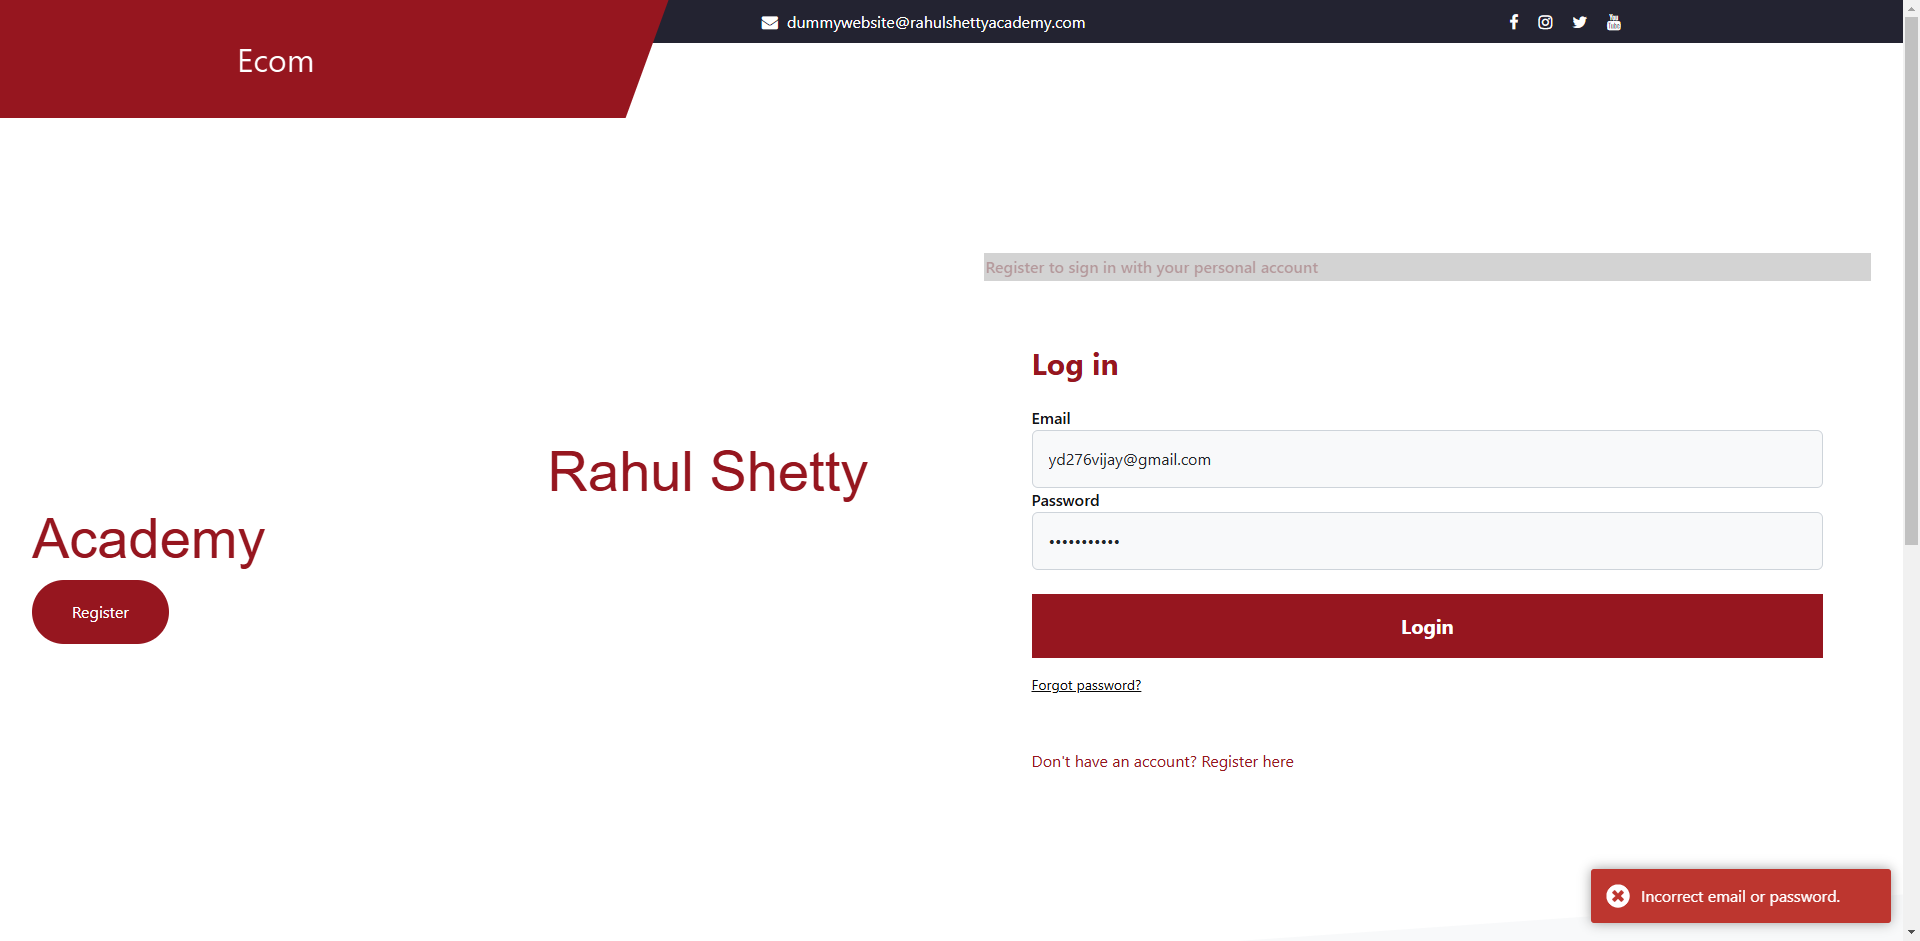 Ecom
dummywebsite@rahulshettyacademy.com
Register to sign in with your personal account
Log in
Email
yd276vijay@gmail.com
Password
•••••••••••
Login
Forgot password?
Don't have an account? Register here
Rahul Shetty
Academy
Register
Incorrect email or password.